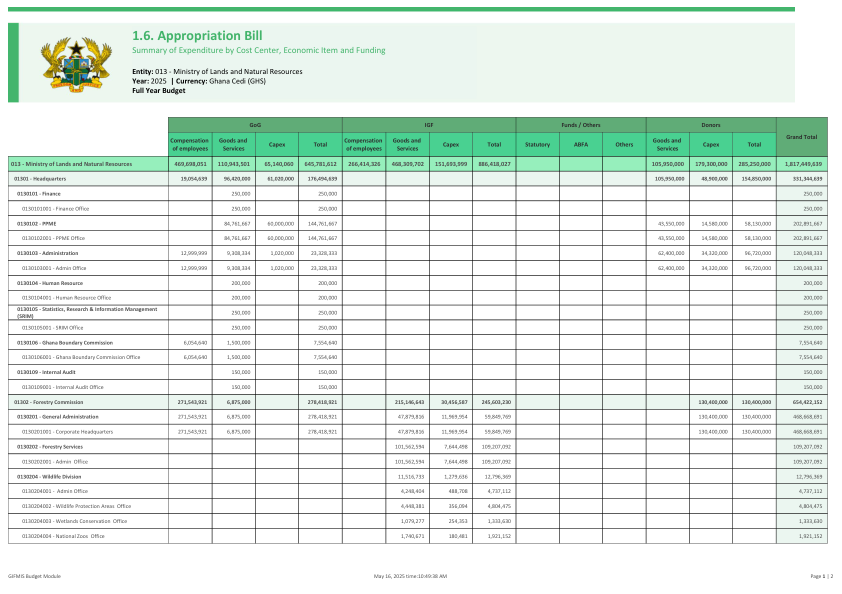 1.6. Appropriation Bill
Summary of Expenditure by Cost Center, Economic Item and Funding
Entity: 013 - Ministry of Lands and Natural Resources
Year: 2025 | Currency: Ghana Cedi (GHS)
Full Year Budget
GoG IGF Funds / Others Donors Grand Total
Compensation of employees Goods and Services Capex Total Compensation of employees Goods and Services Capex Total Statutory ABFA Others Goods and Services Capex Total
013 - Ministry of Lands and Natural Resources 469,698,051 110,943,501 65,140,060 645,781,612 266,414,326 468,309,702 151,693,999 886,418,027 105,950,000 179,300,000 285,250,000 1,817,449,639
01301 - Headquarters 19,054,639 96,420,000 61,020,000 176,494,639 105,950,000 48,900,000 154,850,000 331,344,639
0130101 - Finance 250,000 250,000 250,000
0130101001 - Finance Office 250,000 250,000 250,000
0130102 - PPME 84,761,667 60,000,000 144,761,667 43,550,000 14,580,000 58,130,000 202,891,667
0130102001 - PPME Office 84,761,667 60,000,000 144,761,667 43,550,000 14,580,000 58,130,000 202,891,667
0130103 - Administration 12,999,999 9,308,334 1,020,000 23,328,333 62,400,000 34,320,000 96,720,000 120,048,333
0130103001 - Admin Office 12,999,999 9,308,334 1,020,000 23,328,333 62,400,000 34,320,000 96,720,000 120,048,333
0130104 - Human Resource 200,000 200,000 200,000
0130104001 - Human Resource Office 200,000 200,000 200,000
0130105 - Statistics, Research & Information Management (SRIM) 250,000 250,000 250,000
0130105001 - SRIM Office 250,000 250,000 250,000
0130106 - Ghana Boundary Commission 6,054,640 1,500,000 7,554,640 7,554,640
0130106001 - Ghana Boundary Commission Office 6,054,640 1,500,000 7,554,640 7,554,640
0130109 - Internal Audit 150,000 150,000 150,000
0130109001 - Internal Audit Office 150,000 150,000 150,000
01302 - Forestry Commission 271,543,921 6,875,000 278,418,921 215,146,643 30,456,587 245,603,230 130,400,000 130,400,000 654,422,152
0130201 - General Administration 271,543,921 6,875,000 278,418,921 47,879,816 11,969,954 59,849,769 130,400,000 130,400,000 468,668,691
0130201001 - Corporate Headquarters 271,543,921 6,875,000 278,418,921 47,879,816 11,969,954 59,849,769 130,400,000 130,400,000 468,668,691
0130202 - Forestry Services 101,562,594 7,644,498 109,207,092 109,207,092
0130202001 - Admin Office 101,562,594 7,644,498 109,207,092 109,207,092
0130204 - Wildlife Division 11,516,733 1,279,636 12,796,369 12,796,369
0130204001 - Admin Office 4,248,404 488,708 4,737,112 4,737,112
0130204002 - Wildlife Protection Areas Office 4,448,381 356,094 4,804,475 4,804,475
0130204003 - Wetlands Conservation Office 1,079,277 254,353 1,333,630 1,333,630
0130204004 - National Zoos Office 1,740,671 180,481 1,921,152 1,921,152
GIFMIS Budget Module May 16, 2025 time:10:49:38 AM Page 1 | 2